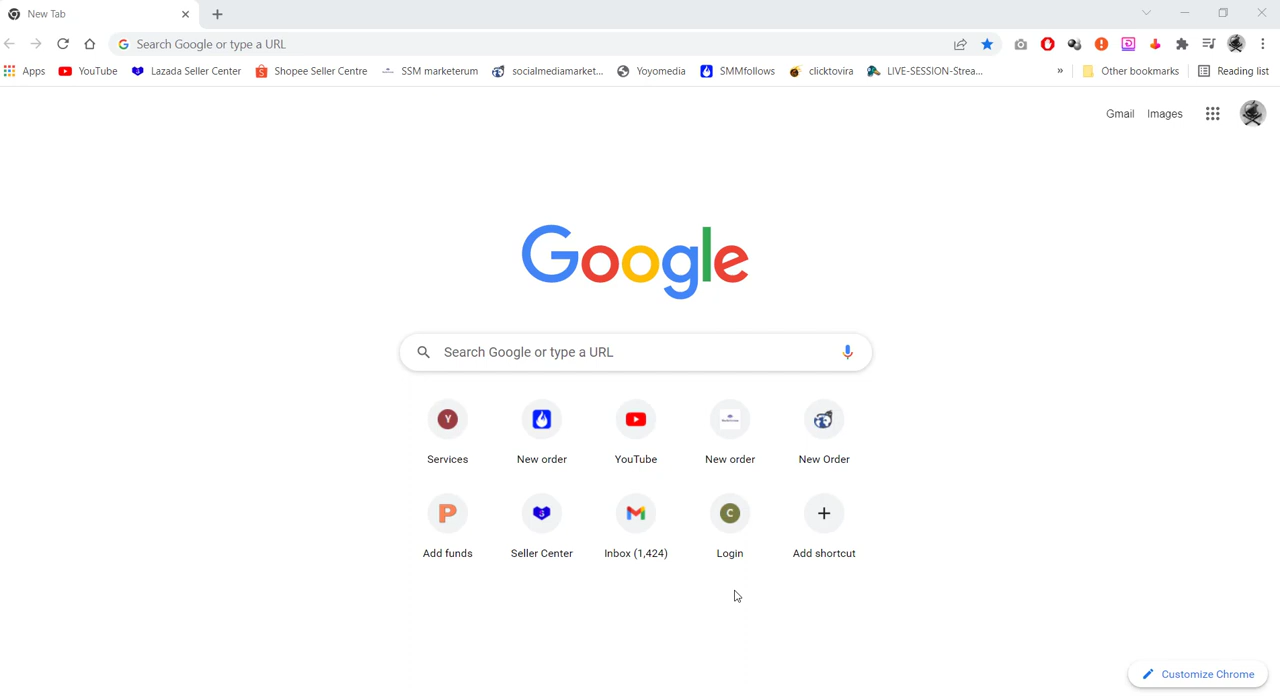 New Tab
Search Google or type a URL
Apps YouTube Lazada Seller Center Shopee Seller Centre SSM marketerum socialmediamarket... Yoyomedia SMMfollows clicktovira LIVE-SESSION-Strea... » Other bookmarks Reading list
Gmail Images
Google
Search Google or type a URL
Y
Services New order YouTube New order New Order
P C
Add funds Seller Center Inbox (1,424) Login Add shortcut
Customize Chrome